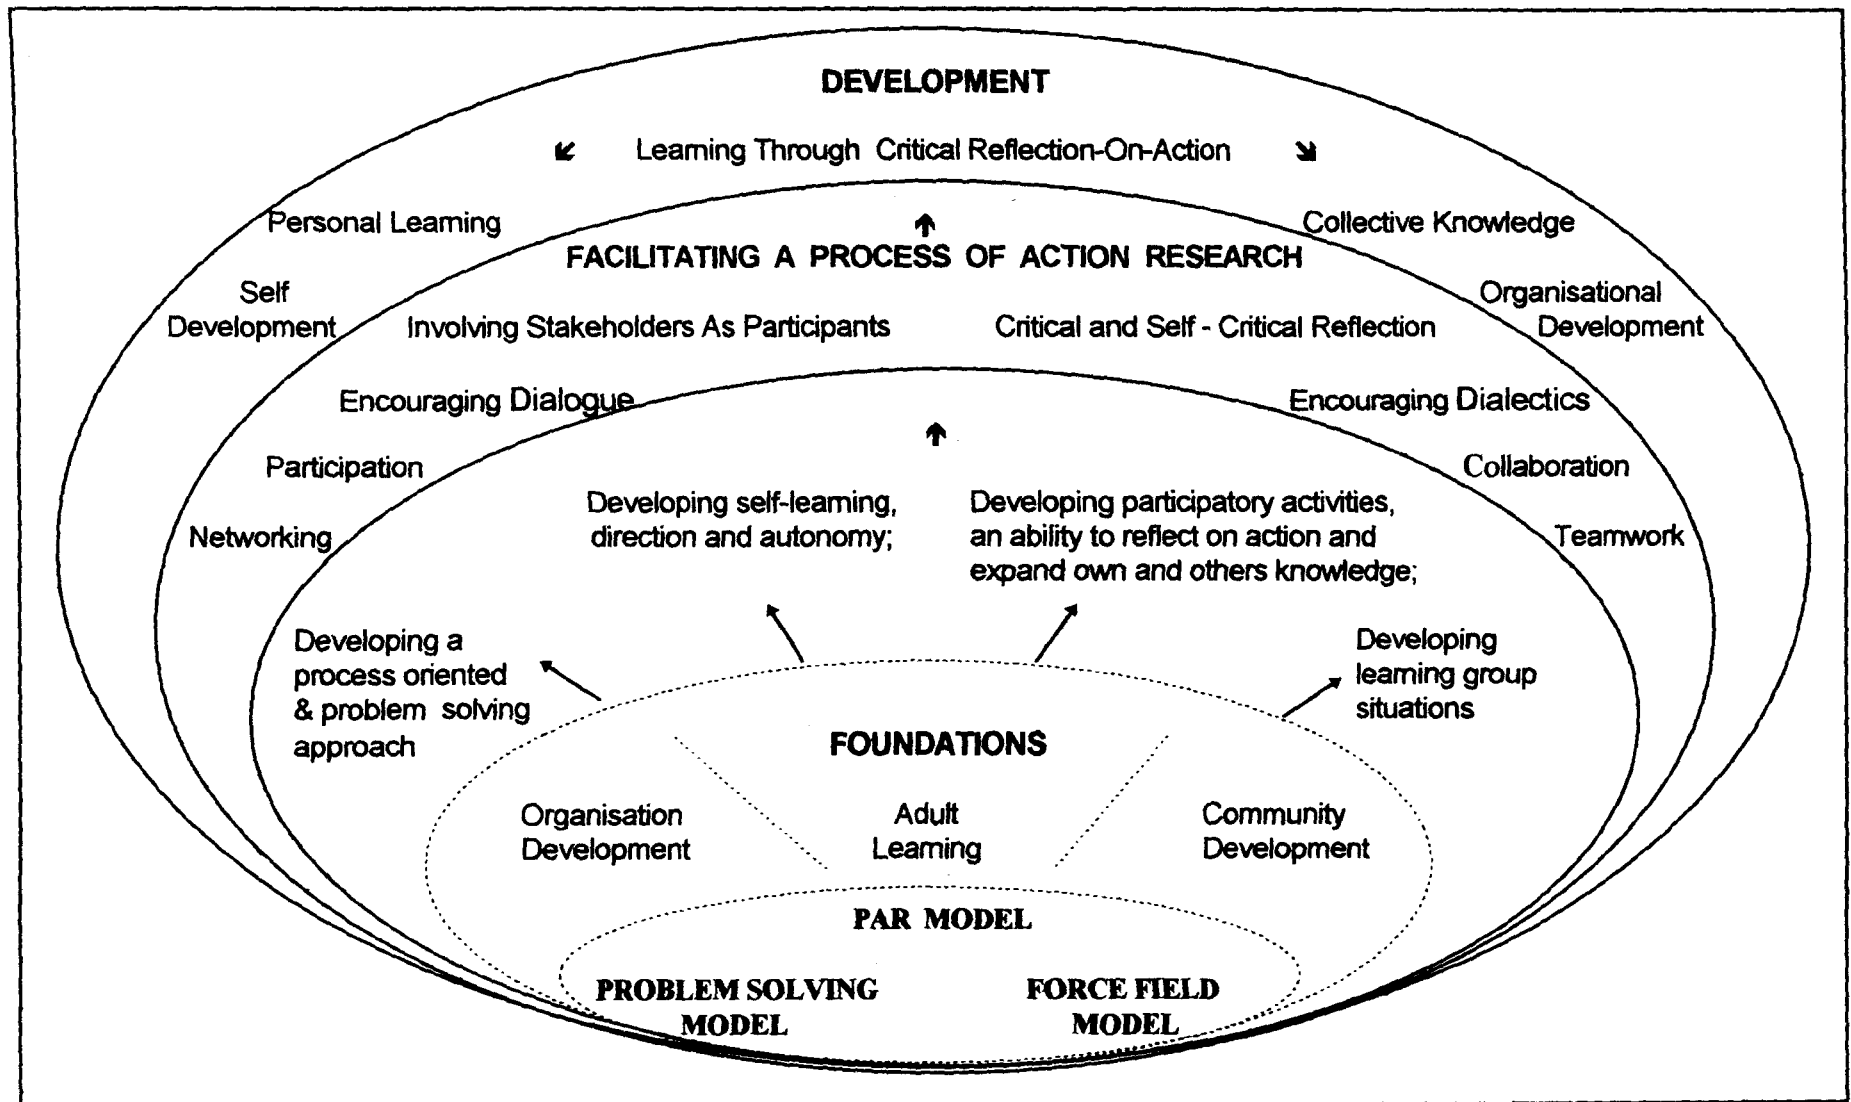 DEVELOPMENT
Learning Through Critical Reflection-On-Action
Personal Learning
Collective Knowledge
FACILITATING A PROCESS OF ACTION RESEARCH
Self
Development
Organisational
Development
Involving Stakeholders As Participants
Critical and Self - Critical Reflection
Encouraging Dialogue
Encouraging Dialectics
Participation
Collaboration
Networking
Teamwork
Developing self-learning,
direction and autonomy;
Developing participatory activities,
an ability to reflect on action and
expand own and others knowledge;
Developing a
process oriented
& problem solving
approach
Developing
learning group
situations
FOUNDATIONS
Organisation
Development
Adult
Learning
Community
Development
PAR MODEL
PROBLEM SOLVING
MODEL
FORCE FIELD
MODEL